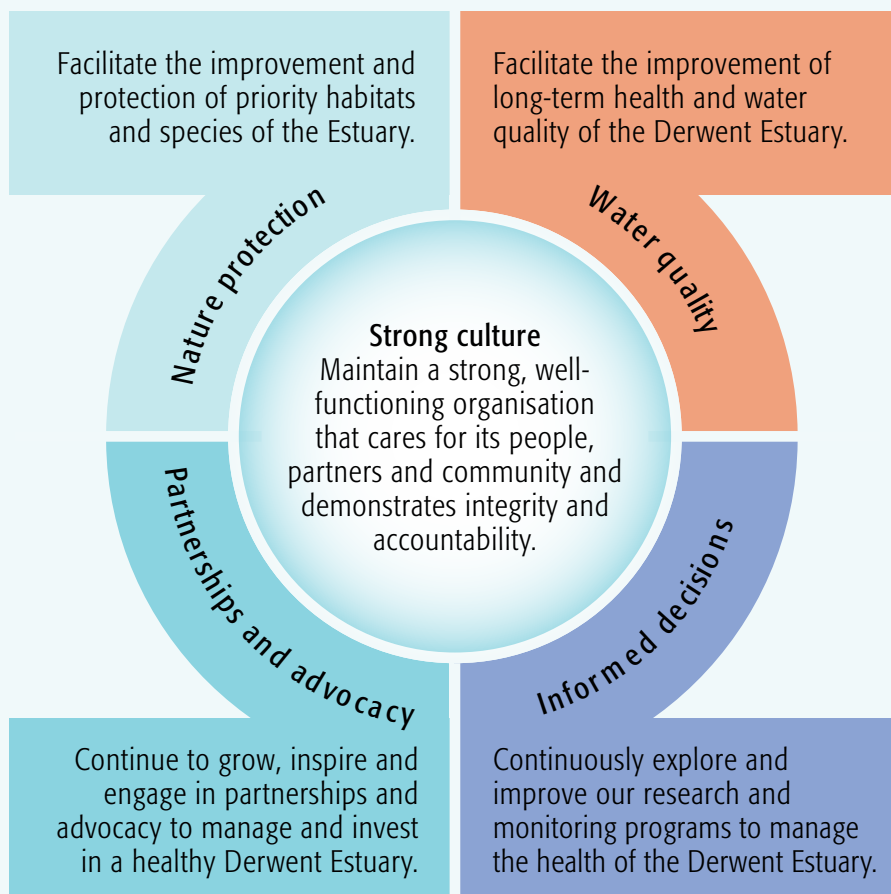 Facilitate the improvement and
protection of priority habitats
and species of the Estuary.
Nature protection
Facilitate the improvement of
long-term health and water
quality of the Derwent Estuary.
Water quality
Strong culture
Maintain a strong, well-
functioning organisation
that cares for its people,
partners and community and
demonstrates integrity and
accountability.
Partnerships and advocacy
Continue to grow, inspire and
engage in partnerships and
advocacy to manage and invest
in a healthy Derwent Estuary.
Informed decisions
Continuously explore and
improve our research and
monitoring programs to manage
the health of the Derwent Estuary.